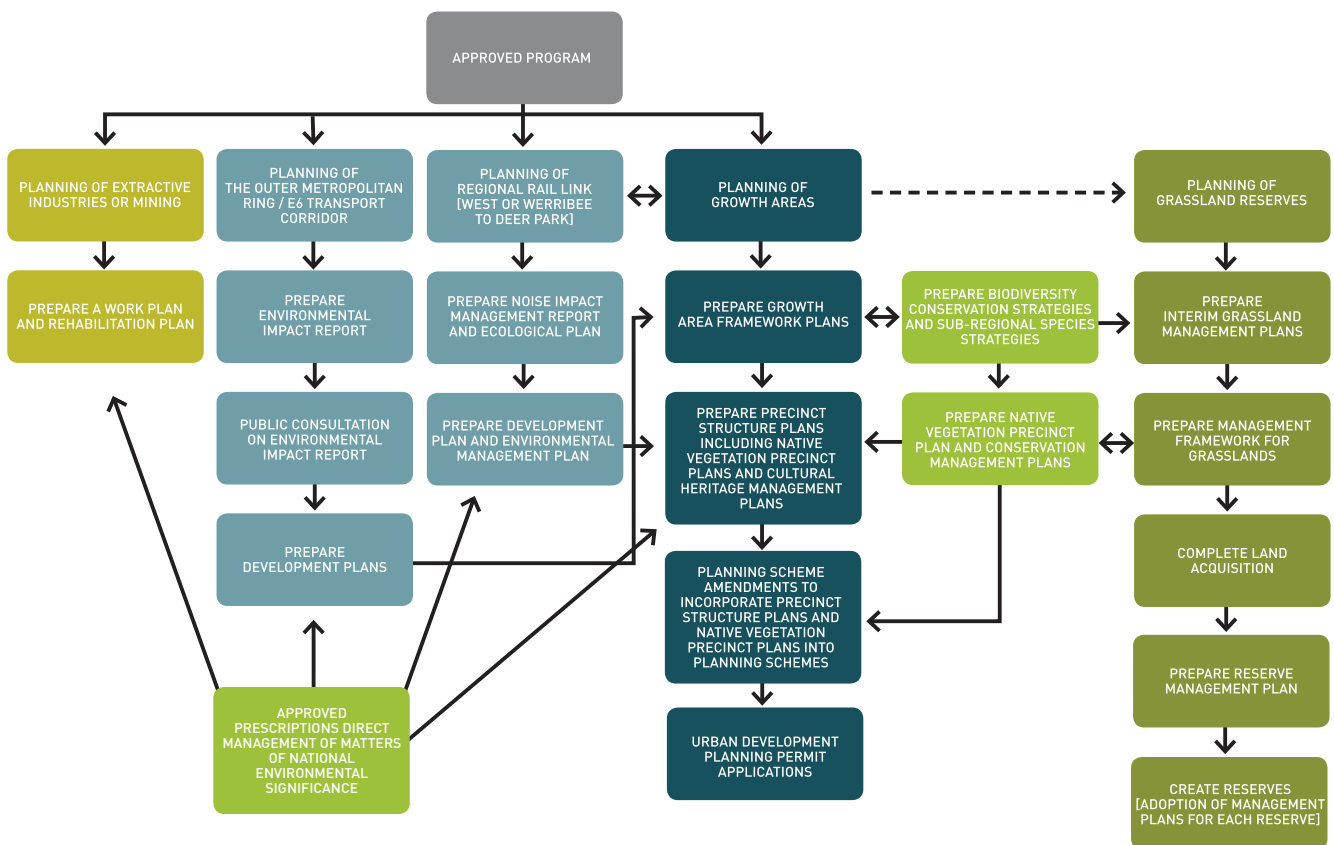 APPROVED PROGRAM
PLANNING OF EXTRACTIVE
INDUSTRIES OR MINING
PLANNING OF
THE OUTER METROPOLITAN
RING / E6 TRANSPORT
CORRIDOR
PLANNING OF
REGIONAL RAIL LINK
[WEST OR WERRIBEE
TO DEER PARK]
PLANNING OF
GROWTH AREAS
PLANNING OF
GRASSLAND RESERVES
PREPARE A WORK PLAN
AND REHABILITATION PLAN
PREPARE
ENVIRONMENTAL
IMPACT REPORT
PREPARE NOISE IMPACT
MANAGEMENT REPORT
AND ECOLOGICAL PLAN
PREPARE GROWTH
AREA FRAMEWORK PLANS
PREPARE BIODIVERSITY
CONSERVATION STRATEGIES
AND SUB-REGIONAL SPECIES
STRATEGIES
PREPARE
INTERIM GRASSLAND
MANAGEMENT PLANS
PUBLIC CONSULTATION
ON ENVIRONMENTAL
IMPACT REPORT
PREPARE DEVELOPMENT
PLAN AND ENVIRONMENTAL
MANAGEMENT PLAN
PREPARE PRECINCT
STRUCTURE PLANS
INCLUDING NATIVE
VEGETATION PRECINCT
PLANS AND CULTURAL
HERITAGE MANAGEMENT
PLANS
PREPARE NATIVE
VEGETATION PRECINCT
PLAN AND CONSERVATION
MANAGEMENT PLANS
PREPARE MANAGEMENT
FRAMEWORK FOR
GRASSLANDS
PREPARE
DEVELOPMENT PLANS
PLANNING SCHEME
AMENDMENTS TO
INCORPORATE PRECINCT
STRUCTURE PLANS AND
NATIVE VEGETATION
PRECINCT PLANS INTO
PLANNING SCHEMES
COMPLETE LAND
ACQUISITION
APPROVED
PRESCRIPTIONS DIRECT
MANAGEMENT OF MATTERS
OF NATIONAL
ENVIRONMENTAL
SIGNIFICANCE
URBAN DEVELOPMENT
PLANNING PERMIT
APPLICATIONS
PREPARE RESERVE
MANAGEMENT PLAN
CREATE RESERVES
[ADOPTION OF MANAGEMENT
PLANS FOR EACH RESERVE]